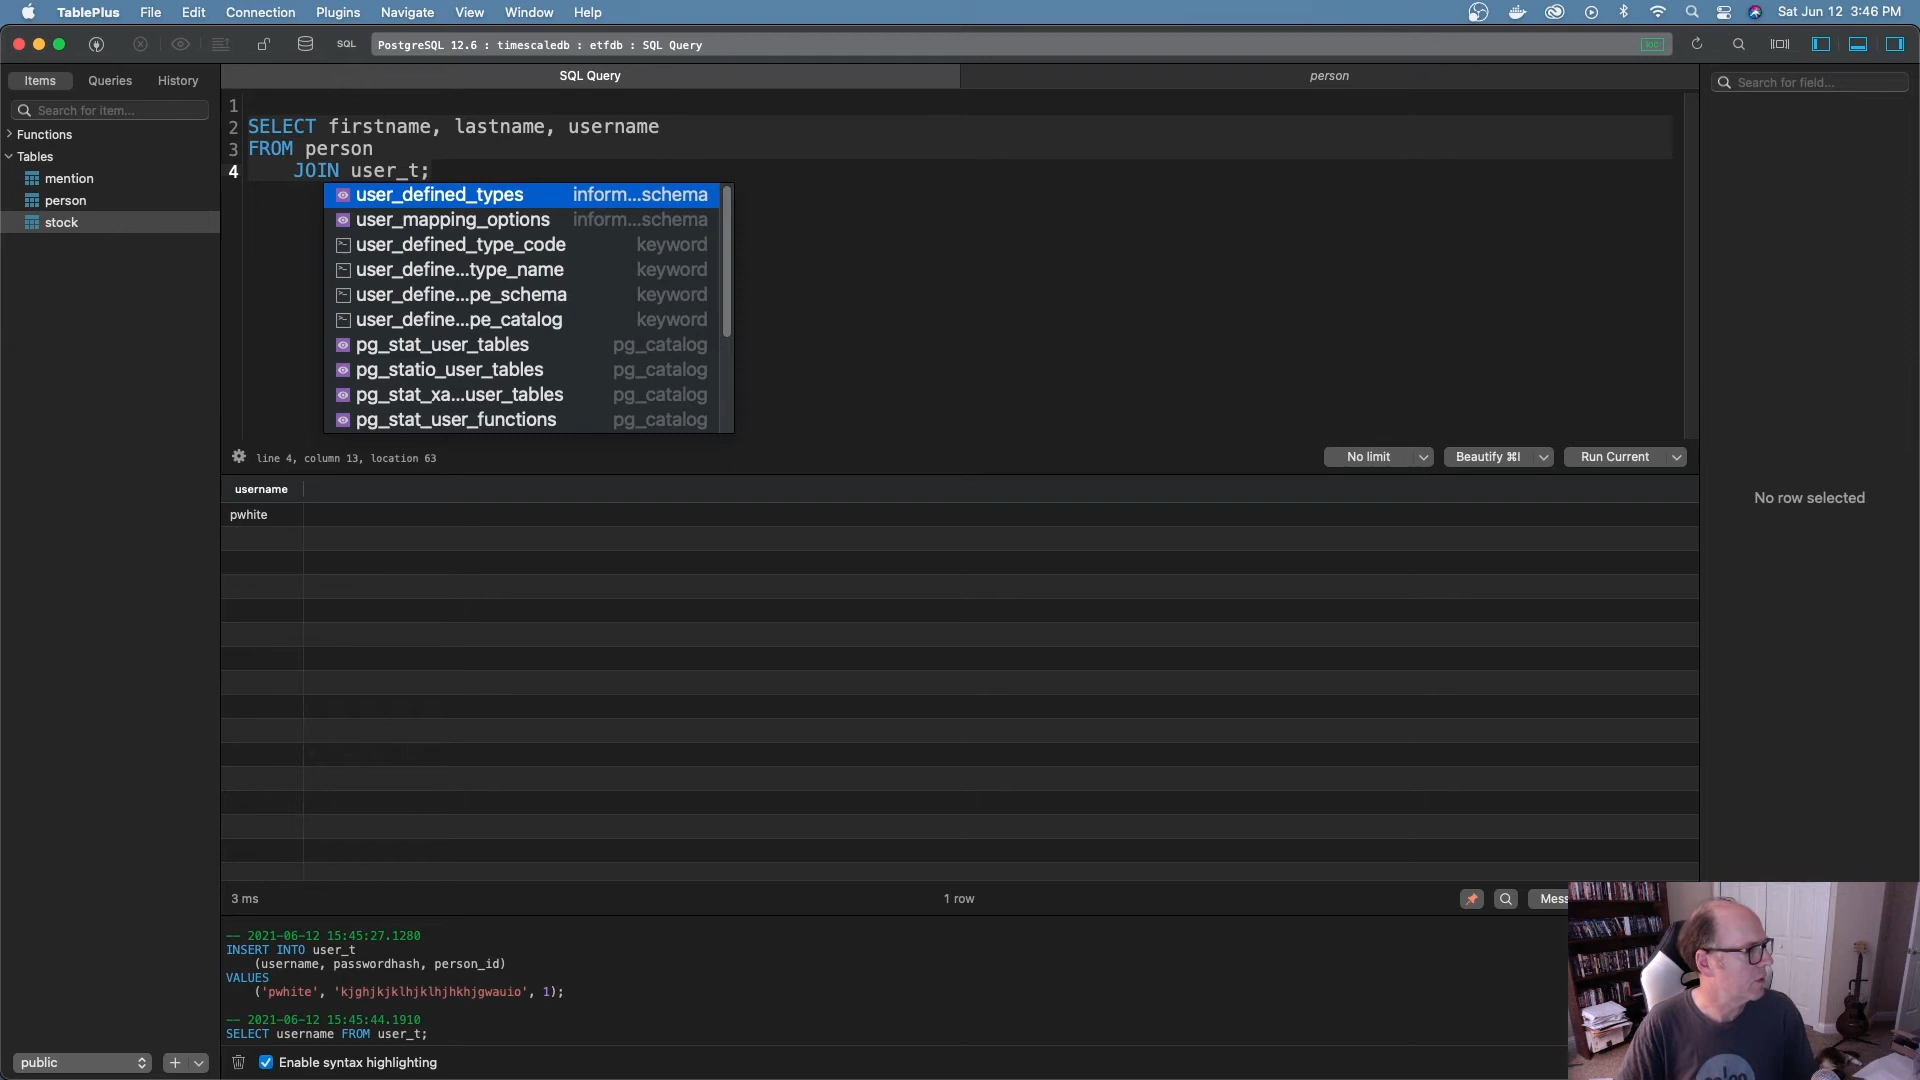 TablePlus File Edit Connection Plugins Navigate View Window Help Sat Jun 12 3:46 PM
SQL PostgreSQL 12.6 : timescaledb : etfdb : SQL Query loc
Items Queries History
SQL Query person
Search for item...
Search for field...
Functions
Tables
mention
person
stock
1
2 SELECT firstname, lastname, username
3 FROM person
4 JOIN user_t;
user_defined_types inform...schema
user_mapping_options inform...schema
user_defined_type_code keyword
user_define...type_name keyword
user_define...pe_schema keyword
user_define...pe_catalog keyword
pg_stat_user_tables pg_catalog
pg_statio_user_tables pg_catalog
pg_stat_xa...user_tables pg_catalog
pg_stat_user_functions pg_catalog
line 4, column 13, location 63
No limit Beautify ⌘I Run Current
username
pwhite
No row selected
3 ms 1 row Mess
-- 2021-06-12 15:45:27.1280
INSERT INTO user_t
(username, passwordhash, person_id)
VALUES
('pwhite', 'kjghjkjklhjklhjhkhjgwauio', 1);
-- 2021-06-12 15:45:44.1910
SELECT username FROM user_t;
public
Enable syntax highlighting